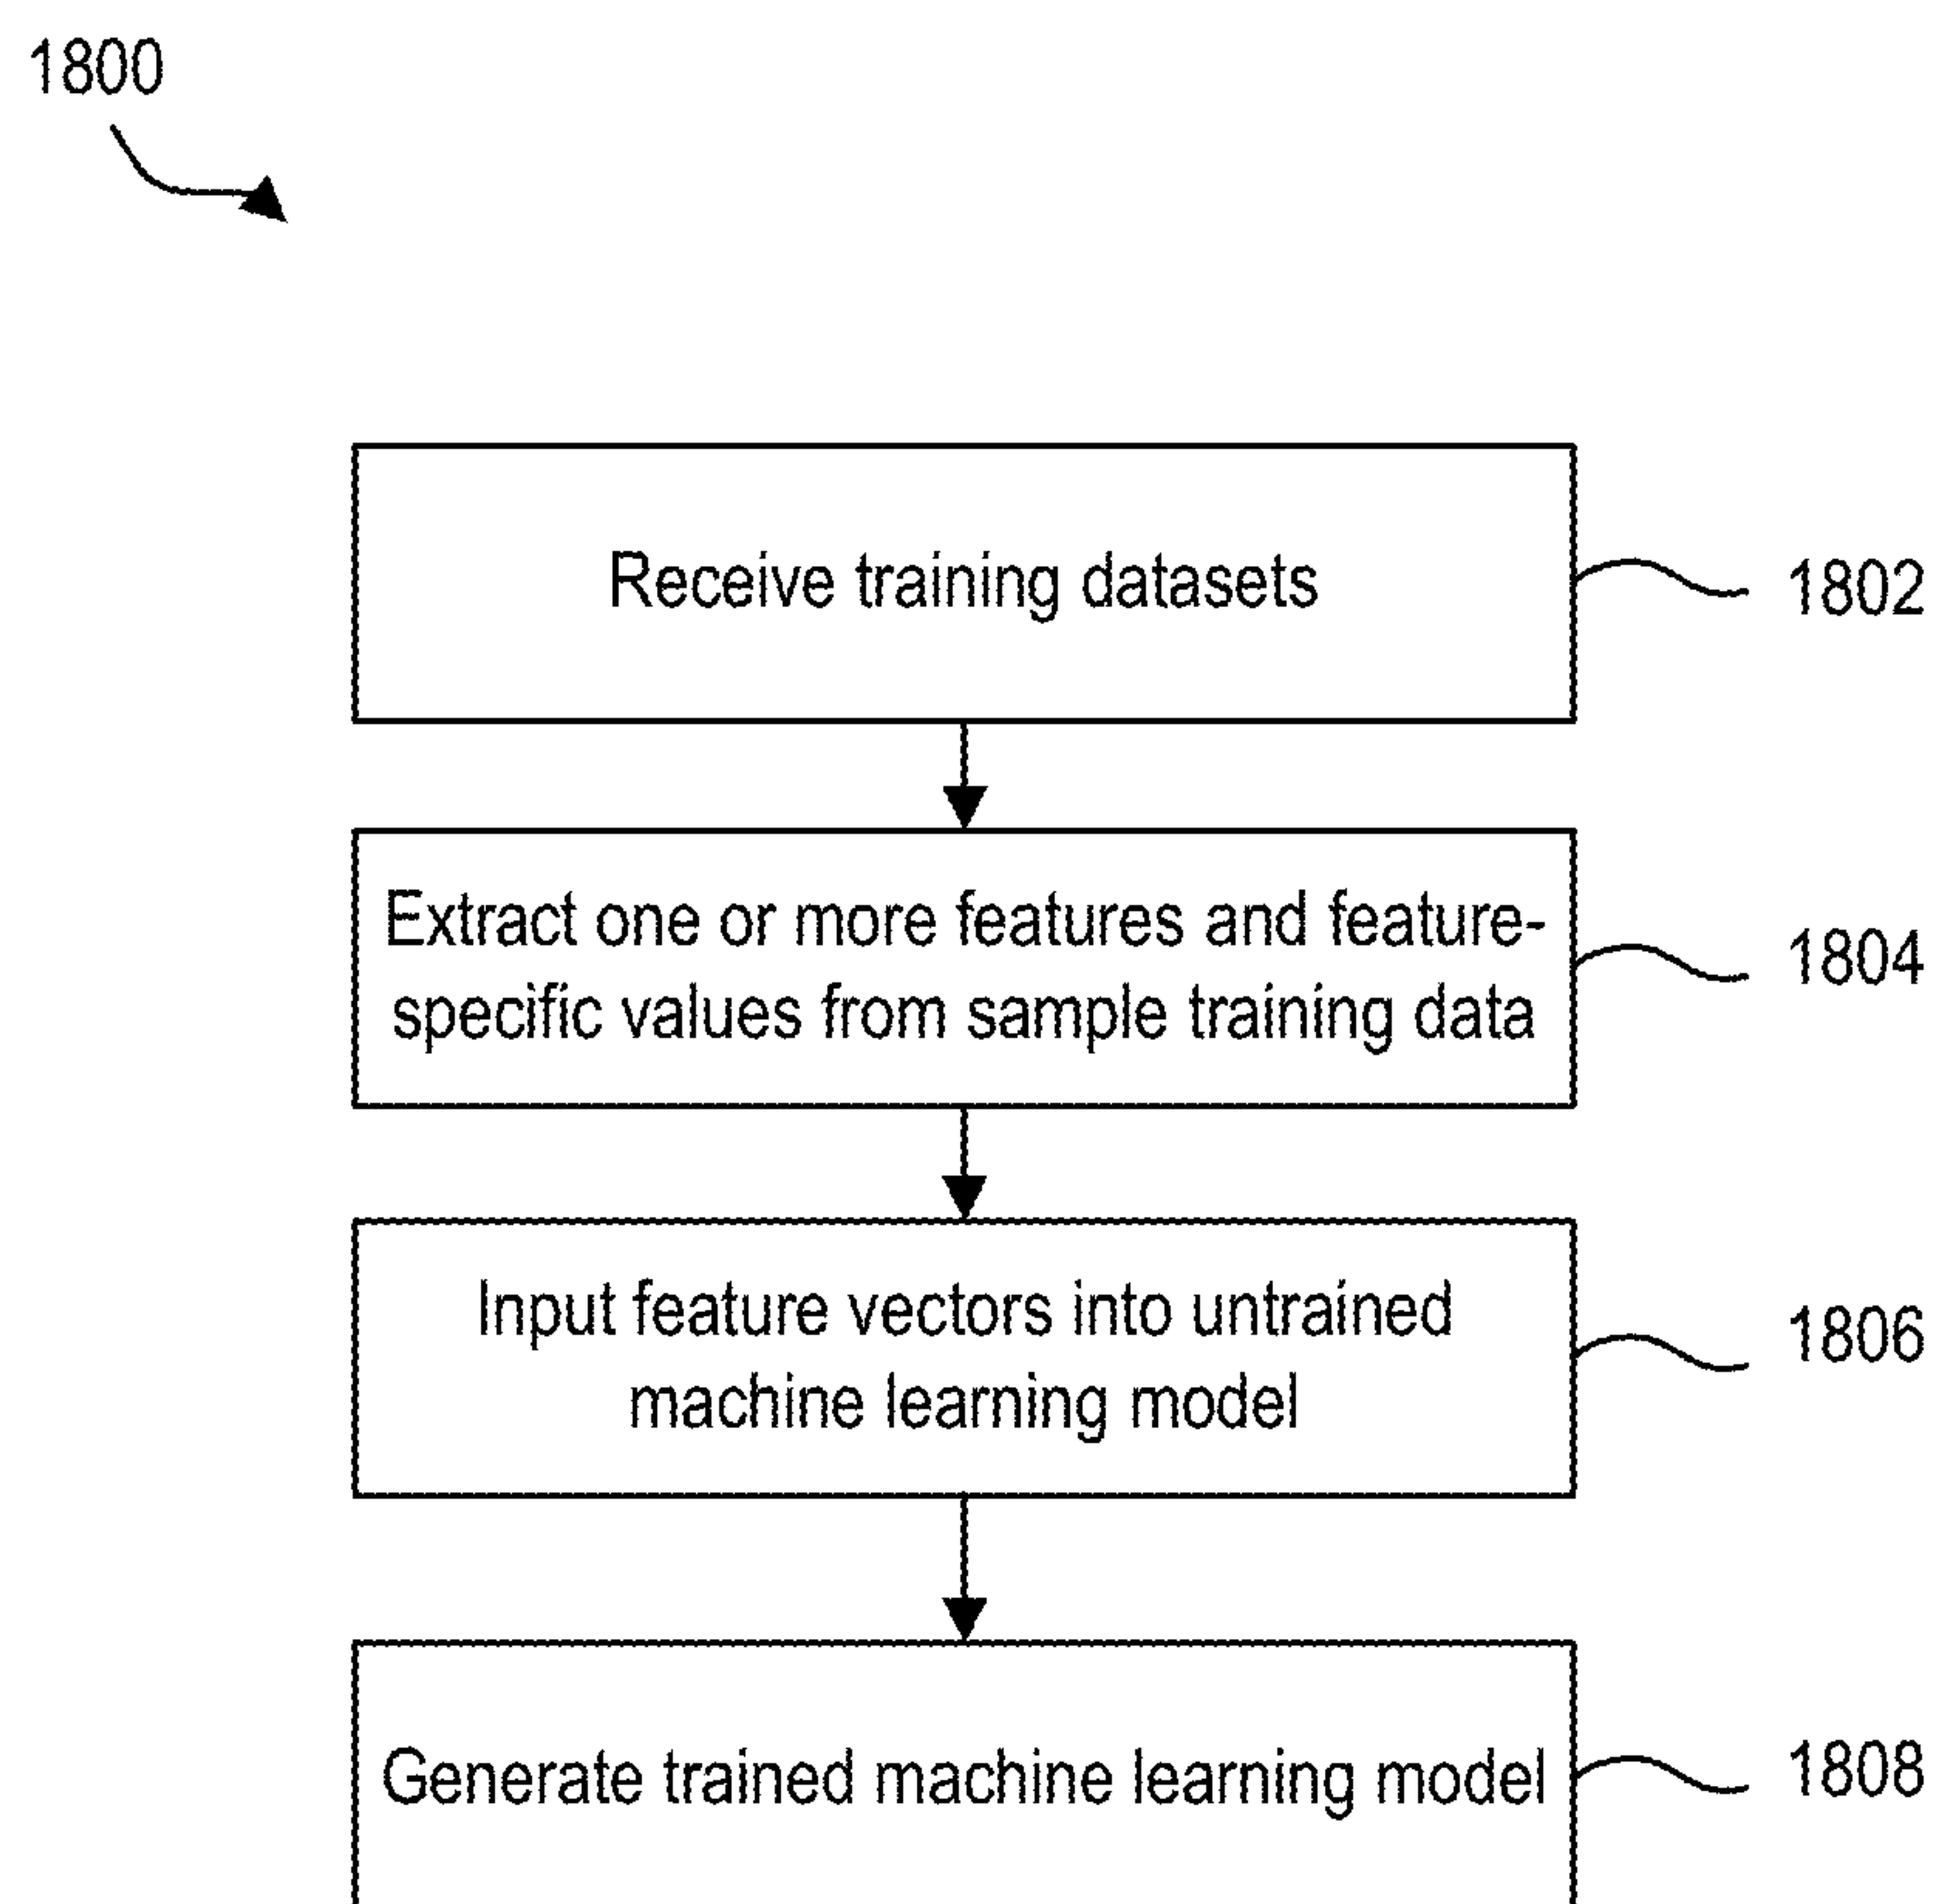 1800
Receive training datasets
1802
Extract one or more features and feature-
specific values from sample training data
1804
Input feature vectors into untrained
machine learning model
1806
Generate trained machine learning model
1808